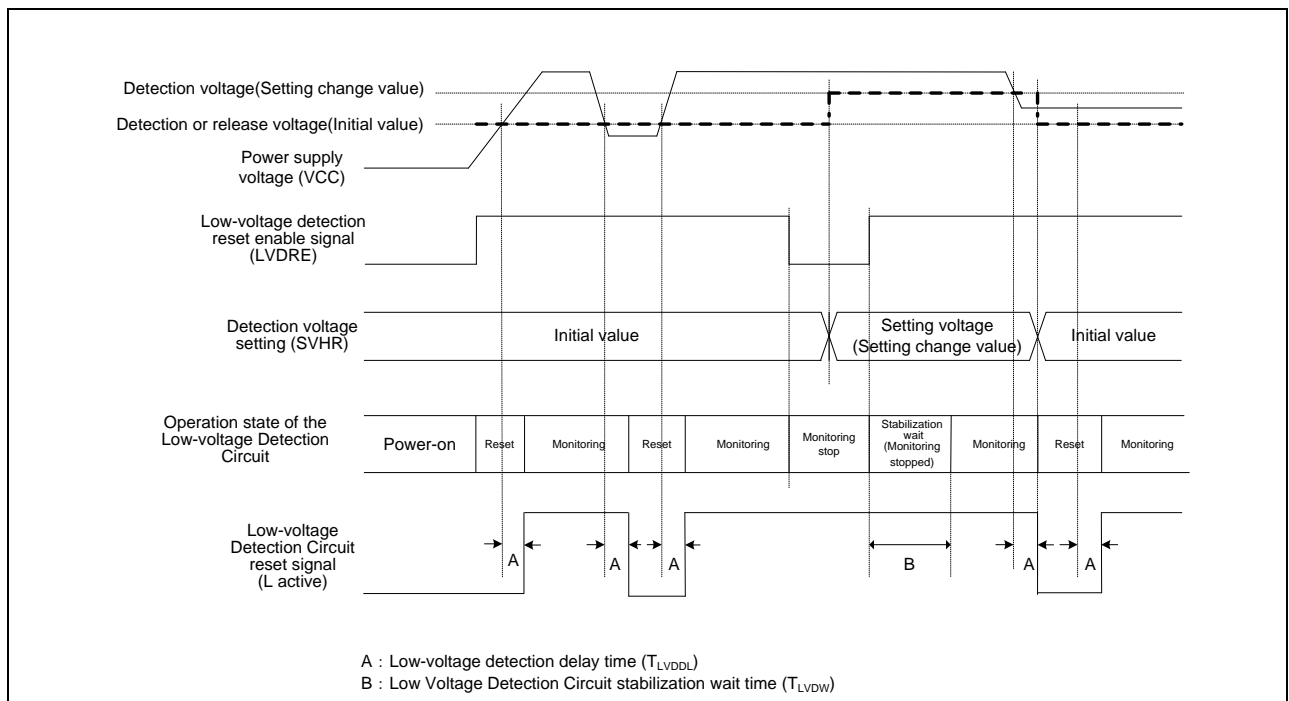 Detection voltage(Setting change value)
Detection or release voltage(Initial value)
Power supply
voltage (VCC)
Low-voltage detection
reset enable signal
(LVDRE)
Detection voltage
setting (SVHR)
Initial value
Setting voltage
(Setting change value)
Initial value
Operation state of the
Low-voltage Detection
Circuit
Power-on
Reset
Monitoring
Reset
Monitoring
Monitoring
stop
Stabilization
wait
(Monitoring
stopped)
Monitoring
Reset
Monitoring
Low-voltage
Detection Circuit
reset signal
(L active)
A
A
A
B
A
A
A : Low-voltage detection delay time (TLVDDL)
B : Low Voltage Detection Circuit stabilization wait time (TLVDW)